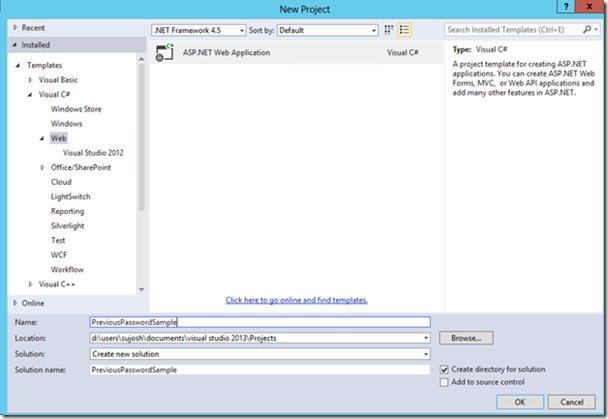 New Project
?
Recent
.NET Framework 4.5 Sort by: Default
Search Installed Templates (Ctrl+E)
Installed
Templates
Visual Basic
Visual C#
Windows Store
Windows
Web
Visual Studio 2012
Office/SharePoint
Cloud
LightSwitch
Reporting
Silverlight
Test
WCF
Workflow
Visual C++
Online
ASP.NET Web Application Visual C#
Click here to go online and find templates.
Type: Visual C#
A project template for creating ASP.NET
applications. You can create ASP.NET Web
Forms, MVC, or Web API applications and
add many other features in ASP.NET.
Name: PreviousPasswordSample
Location: d:\users\sujosh\documents\visual studio 2013\Projects
Browse...
Solution: Create new solution
Solution name: PreviousPasswordSample
Create directory for solution
Add to source control
OK Cancel